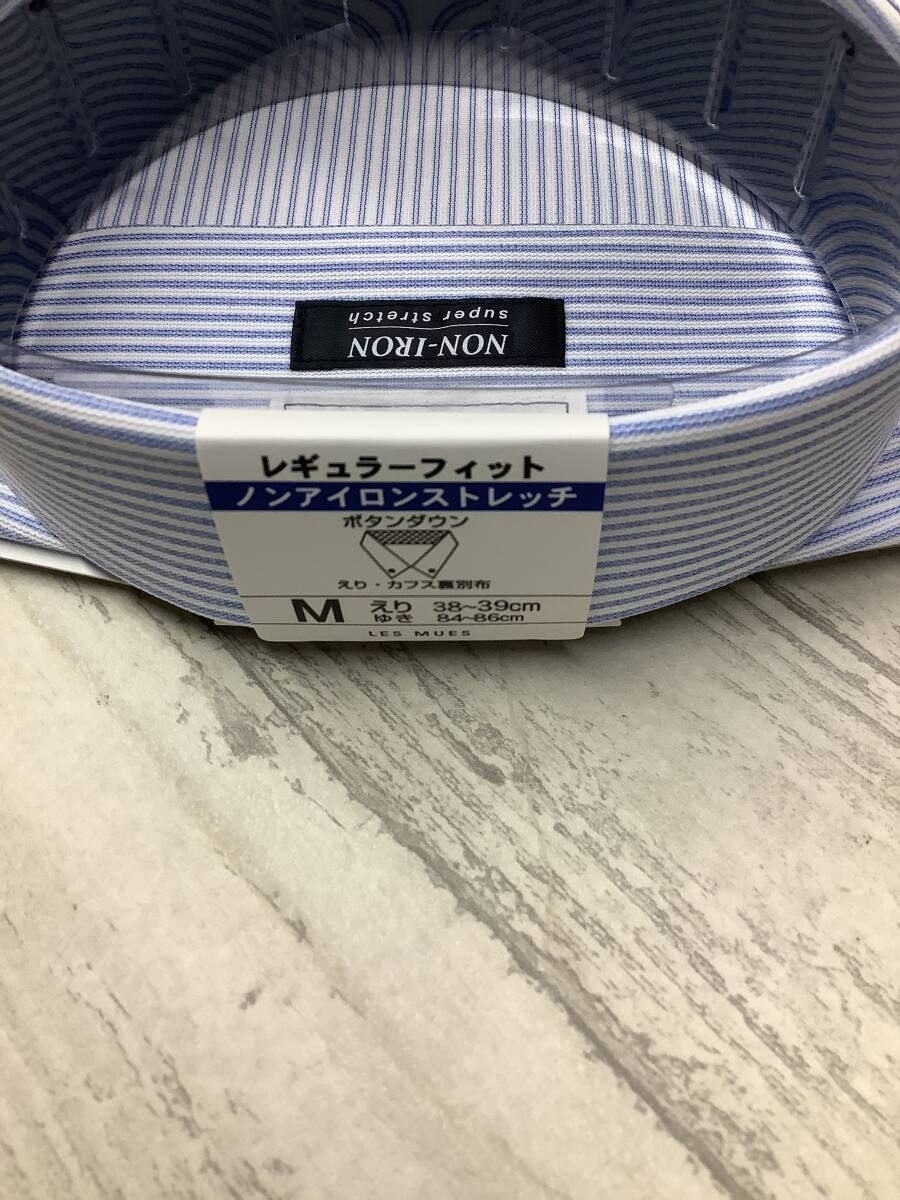 NON-IRON
super stretch
レギュラーフィット
ノンアイロンストレッチ
ボタンダウン
えり・カフス裏別布
M えり 38~39cm
ゆき 84~86cm
LES MUES